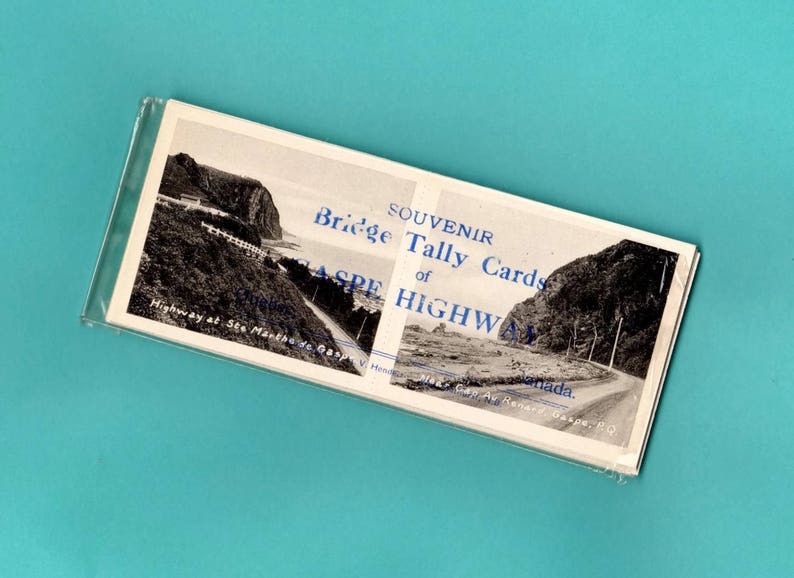 SOUVENIR
Bridge Tally Cards
of
GASPE HIGHWAY
Quebec, Canada.
V. Hende
N.B.
Highway at Ste Marthe de Gaspe
Near Cap Au Renard, Gaspe, P.Q